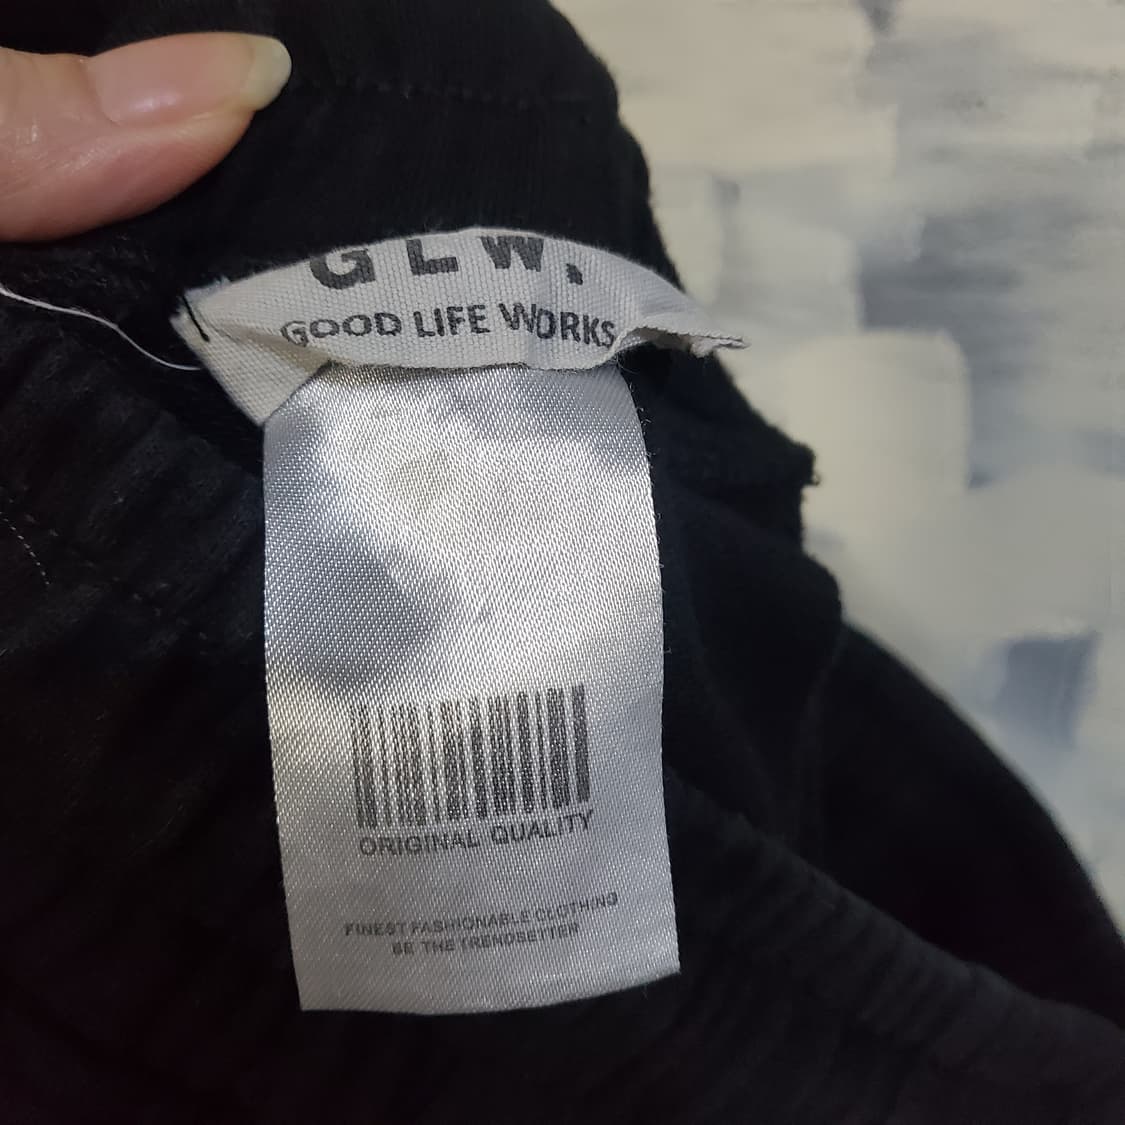 GLW.
GOOD LIFE WORKS
ORIGINAL QUALITY
FINEST FASHIONABLE CLOTHING
BE THE TRENDSETTER